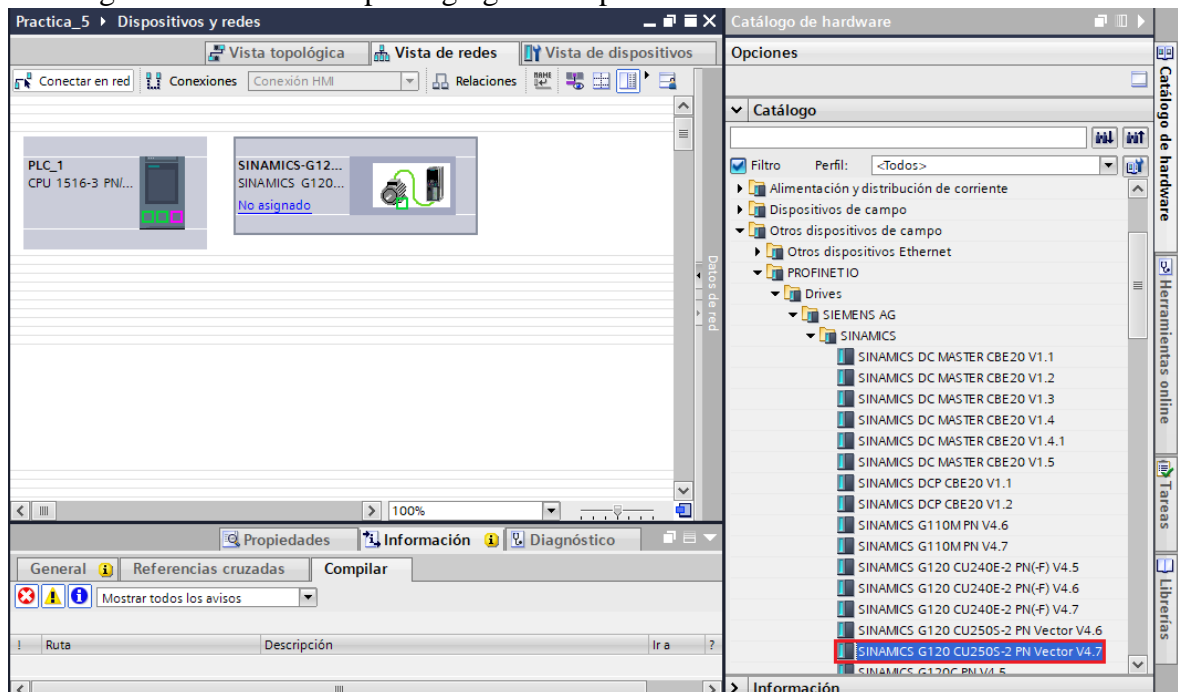 Practica_5 ▸ Dispositivos y redes
Vista topológica
Vista de redes
Vista de dispositivos
Conectar en red
Conexiones
Conexión HMI
Relaciones
PLC_1
CPU 1516-3 PN/...
SINAMICS-G12...
SINAMICS G120...
No asignado
Datos de red
100%
Propiedades
Información
Diagnóstico
General
Referencias cruzadas
Compilar
Mostrar todos los avisos
! Ruta Descripción Ir a ?
Catálogo de hardware
Opciones
Catálogo
Filtro Perfil: <Todos>
Alimentación y distribución de corriente
Dispositivos de campo
Otros dispositivos de campo
Otros dispositivos Ethernet
PROFINET IO
Drives
SIEMENS AG
SINAMICS
SINAMICS DC MASTER CBE20 V1.1
SINAMICS DC MASTER CBE20 V1.2
SINAMICS DC MASTER CBE20 V1.3
SINAMICS DC MASTER CBE20 V1.4
SINAMICS DC MASTER CBE20 V1.4.1
SINAMICS DC MASTER CBE20 V1.5
SINAMICS DCP CBE20 V1.1
SINAMICS DCP CBE20 V1.2
SINAMICS G110M PN V4.6
SINAMICS G110M PN V4.7
SINAMICS G120 CU240E-2 PN(-F) V4.5
SINAMICS G120 CU240E-2 PN(-F) V4.6
SINAMICS G120 CU240E-2 PN(-F) V4.7
SINAMICS G120 CU250S-2 PN Vector V4.6
SINAMICS G120 CU250S-2 PN Vector V4.7
SINAMICS G120C PN V4.5
Información
Catálogo de hardware
Herramientas online
Tareas
Librerías